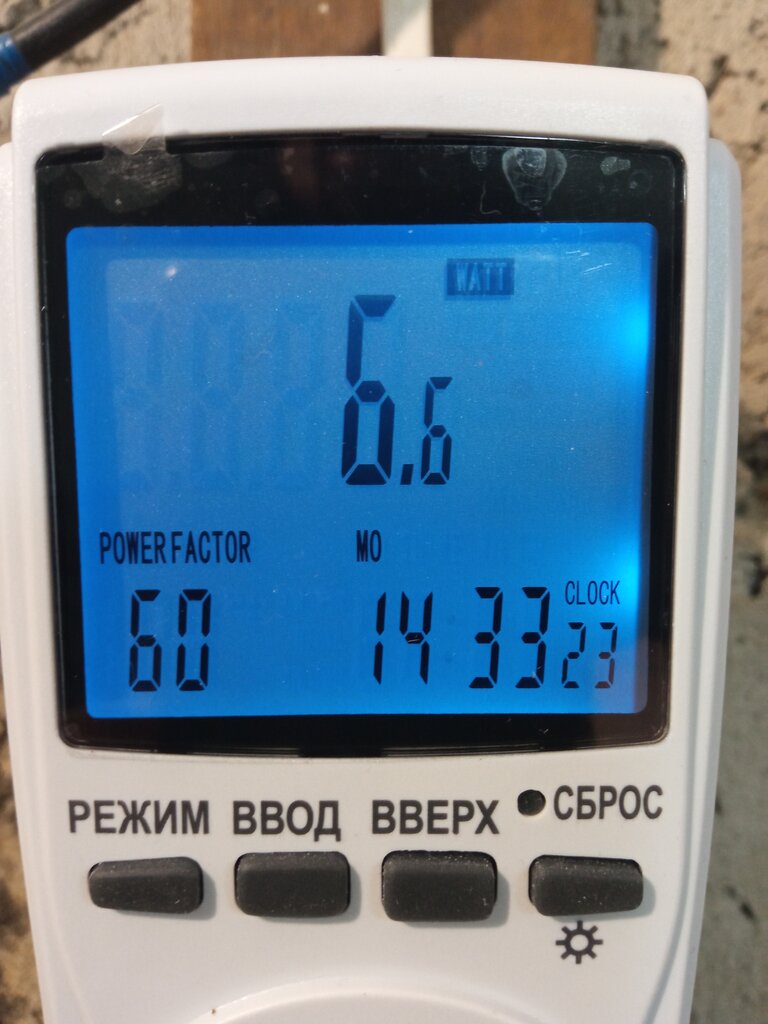 WATT
6.6
POWER FACTOR MO
60 14 33 23 CLOCK
РЕЖИМ ВВОД ВВЕРХ СБРОС